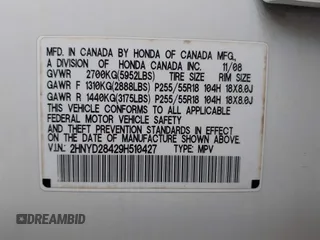 MFD. IN CANADA BY HONDA OF CANADA MFG.,
A DIVISION OF HONDA CANADA INC. 11/08
GVWR 2700KG(5952LBS) TIRE SIZE RIM SIZE
GAWR F 1310KG(2888LBS) P255/55R18 104H 18X8.0J
GAWR R 1440KG(3175LBS) P255/55R18 104H 18X8.0J
THIS VEHICLE CONFORMS TO ALL APPLICABLE
FEDERAL MOTOR VEHICLE SAFETY AND
THEFT PREVENTION STANDARDS IN EFFECT ON
THE DATE OF MANUFACTURE SHOWN ABOVE.
V.I.N: 2HNYD28429H510427 TYPE: MPV
DREAMBID